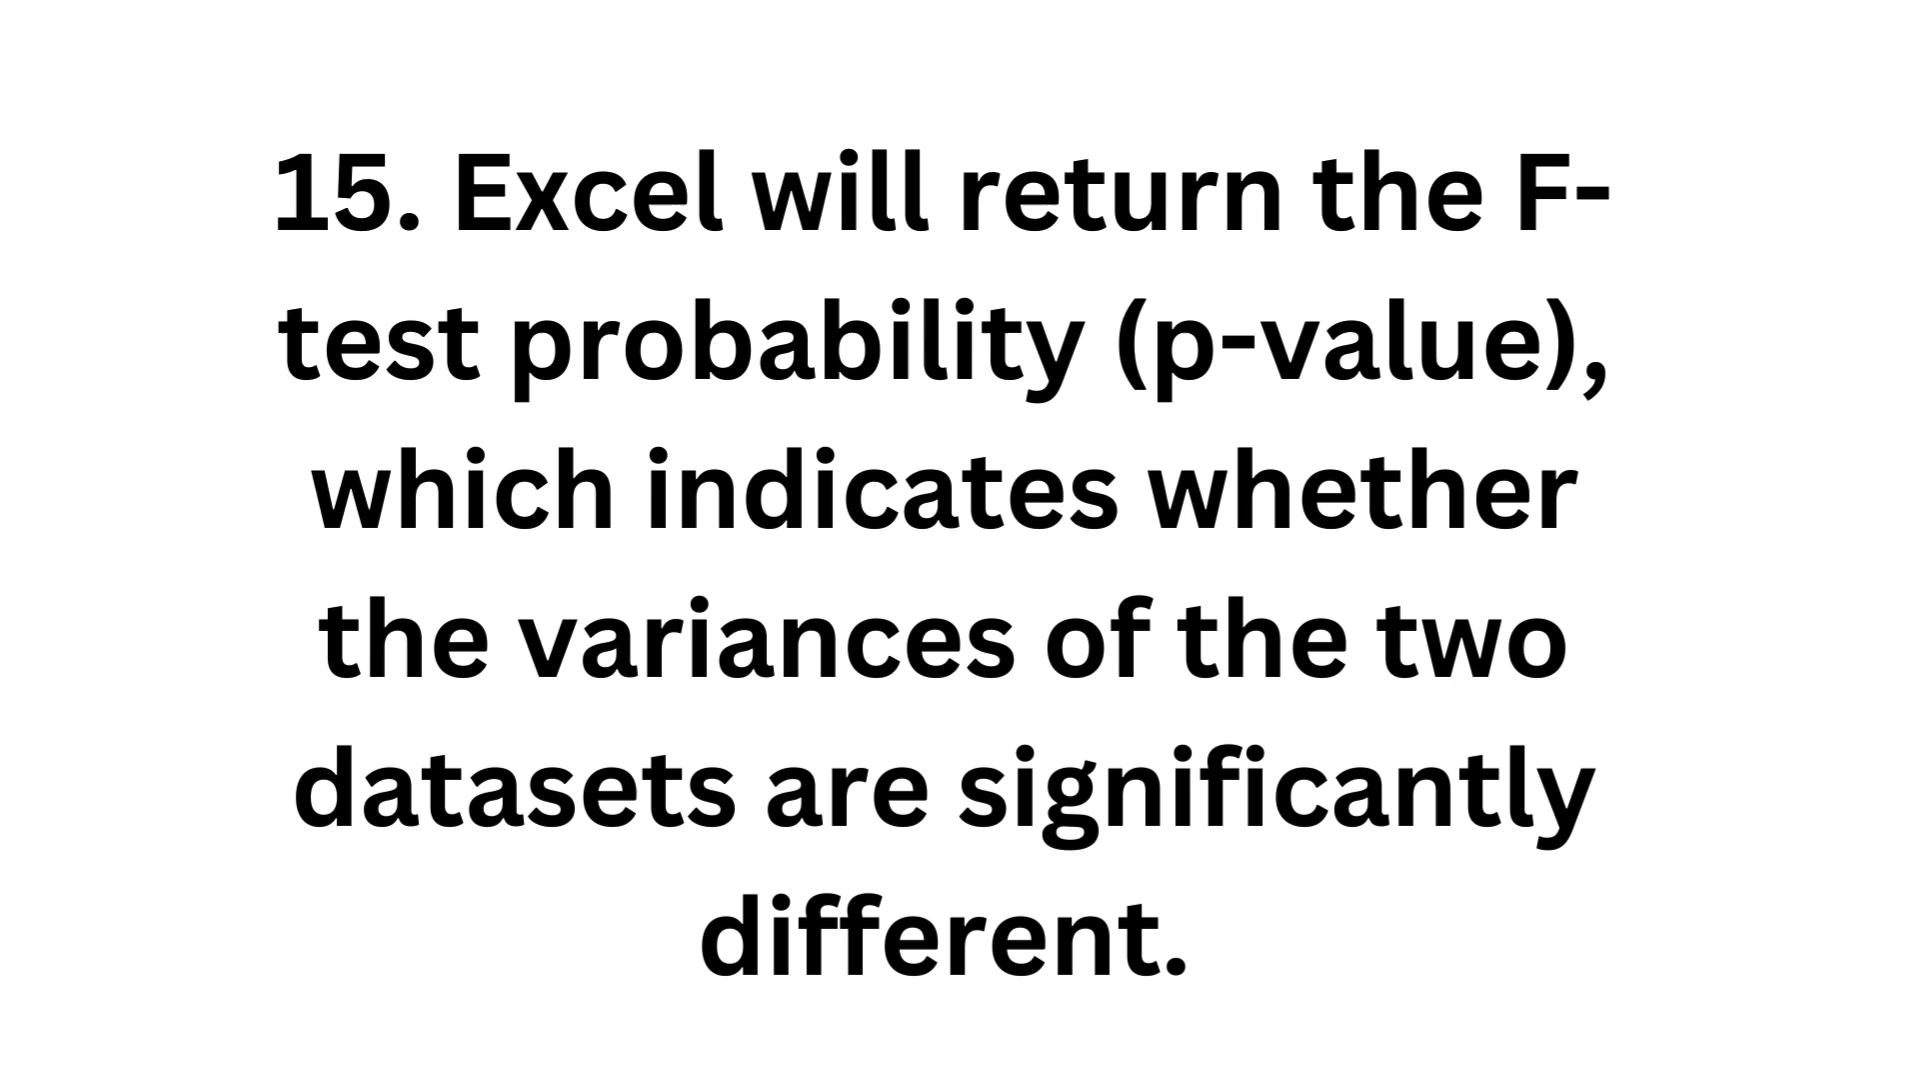 15. Excel will return the F-
test probability (p-value),
which indicates whether
the variances of the two
datasets are significantly
different.